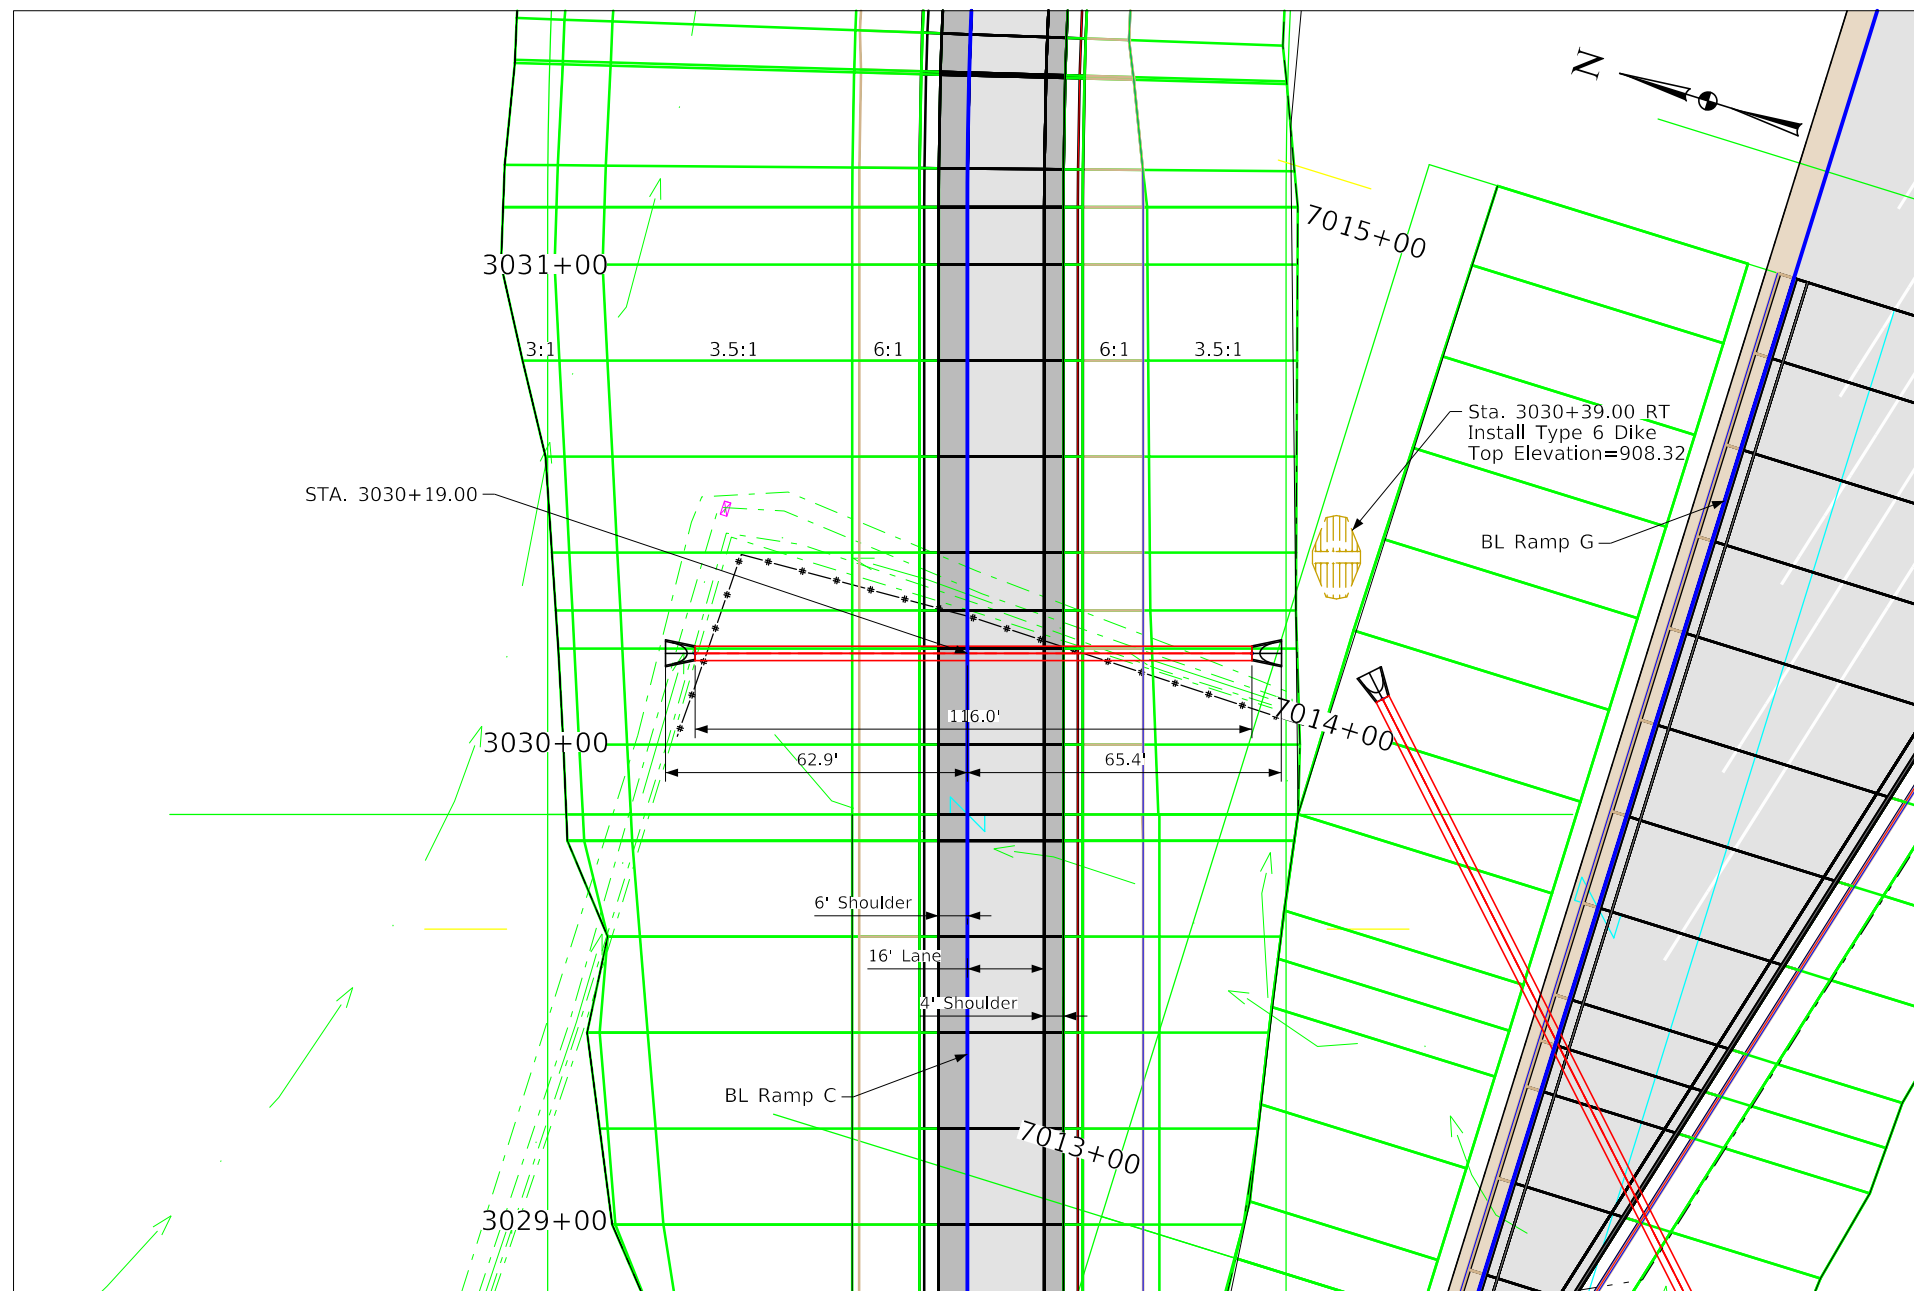 N
7015+00
3031+00
3:1
3.5:1
6:1
6:1
3.5:1
Sta. 3030+39.00 RT
Install Type 6 Dike
Top Elevation=908.32
STA. 3030+19.00
BL Ramp G
116.0'
7014+00
3030+00
62.9'
65.4'
6' Shoulder
16' Lane
4' Shoulder
BL Ramp C
7013+00
3029+00